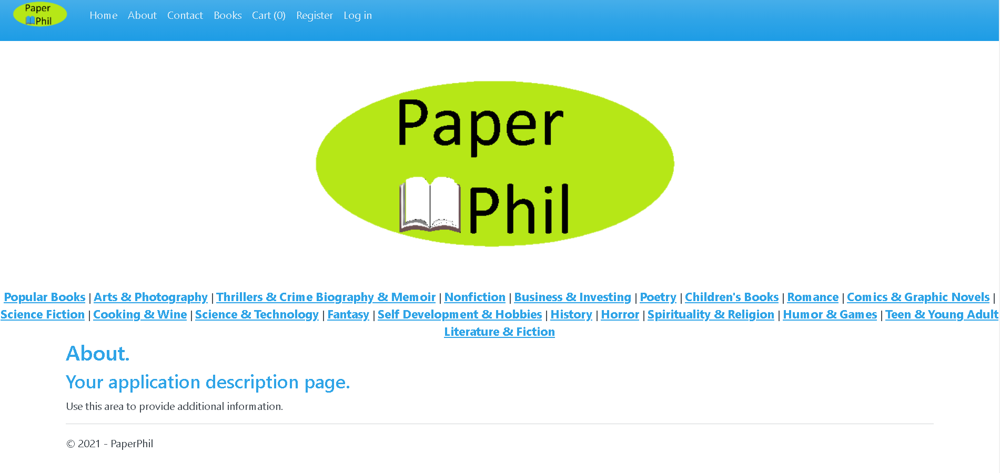 Paper
Phil
Home About Contact Books Cart (0) Register Log in
Paper
Phil
Popular Books | Arts & Photography | Thrillers & Crime Biography & Memoir | Nonfiction | Business & Investing | Poetry | Children's Books | Romance | Comics & Graphic Novels |
Science Fiction | Cooking & Wine | Science & Technology | Fantasy | Self Development & Hobbies | History | Horror | Spirituality & Religion | Humor & Games | Teen & Young Adult
Literature & Fiction
About.
Your application description page.
Use this area to provide additional information.
© 2021 - PaperPhil